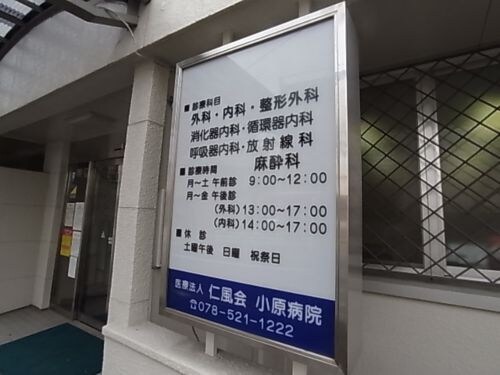 ■診療科目
外科・内科・整形外科
消化器内科・循環器内科
呼吸器内科・放射線科
麻酔科
■診療時間
月〜土 午前診 9:00〜12:00
月〜金 午後診
(外科)13:00〜17:00
(内科)14:00〜17:00
■休 診
土曜午後 日曜 祝祭日
医療法人 仁風会 小原病院
☎078-521-1222